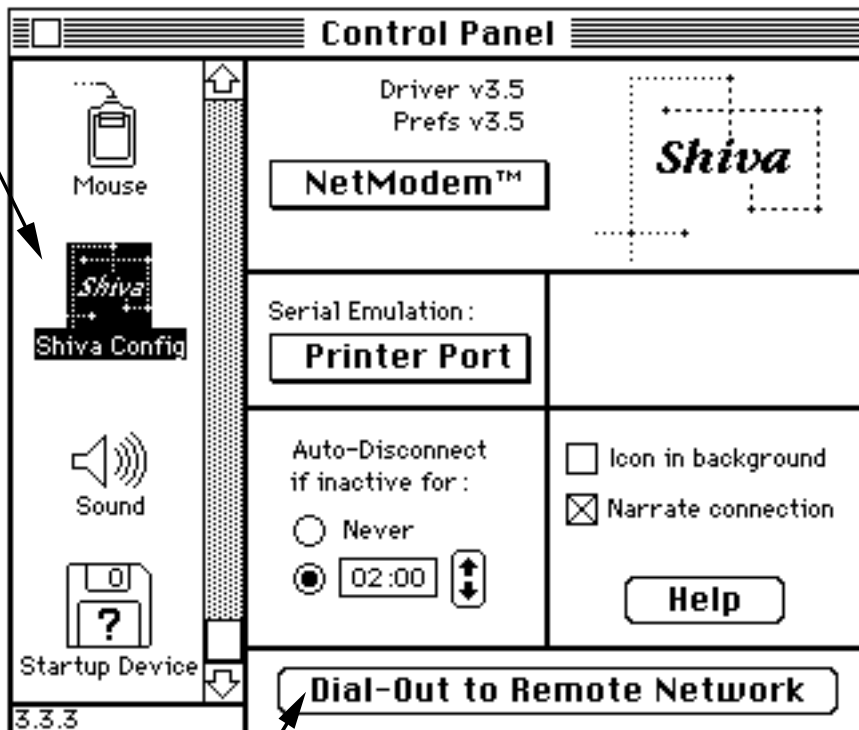 Control Panel
Mouse
Shiva
Shiva Config
Sound
0
?
Startup Device
3.3.3
Driver v3.5
Prefs v3.5
NetModem™
Shiva
Serial Emulation :
Printer Port
Auto-Disconnect
if inactive for :
Never
02:00
Icon in background
Narrate connection
Help
Dial-Out to Remote Network